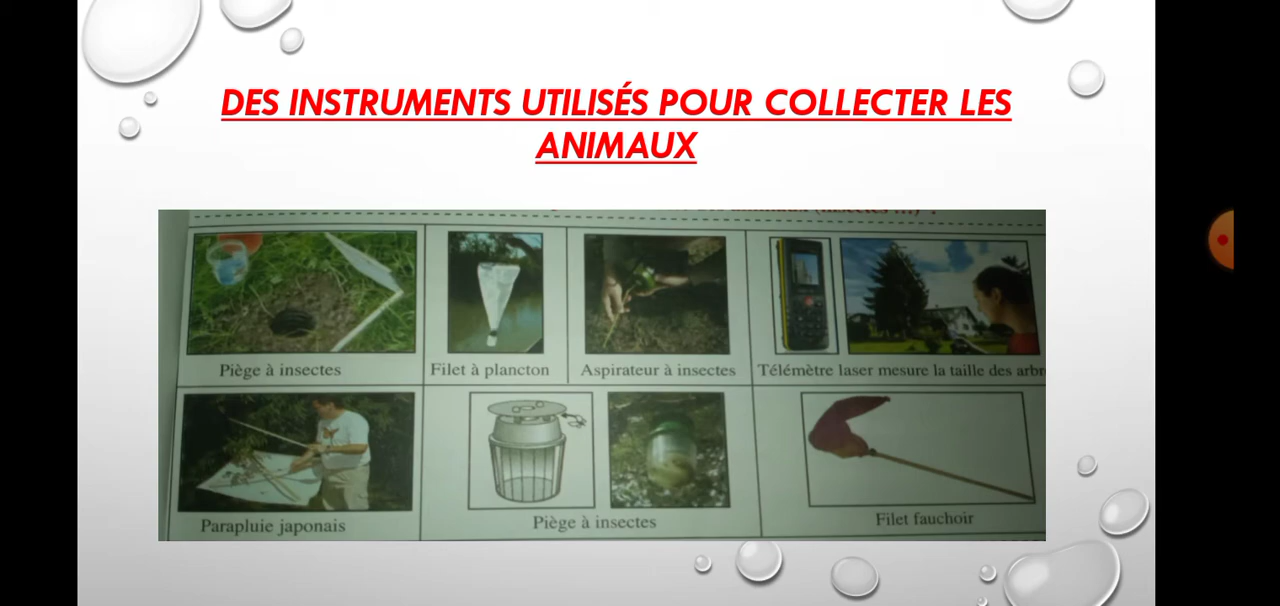 DES INSTRUMENTS UTILISÉS POUR COLLECTER LES
ANIMAUX
Piège à insectes
Filet à plancton
Aspirateur à insectes
Télémètre laser mesure la taille des arbr
Parapluie japonais
Piège à insectes
Filet fauchoir